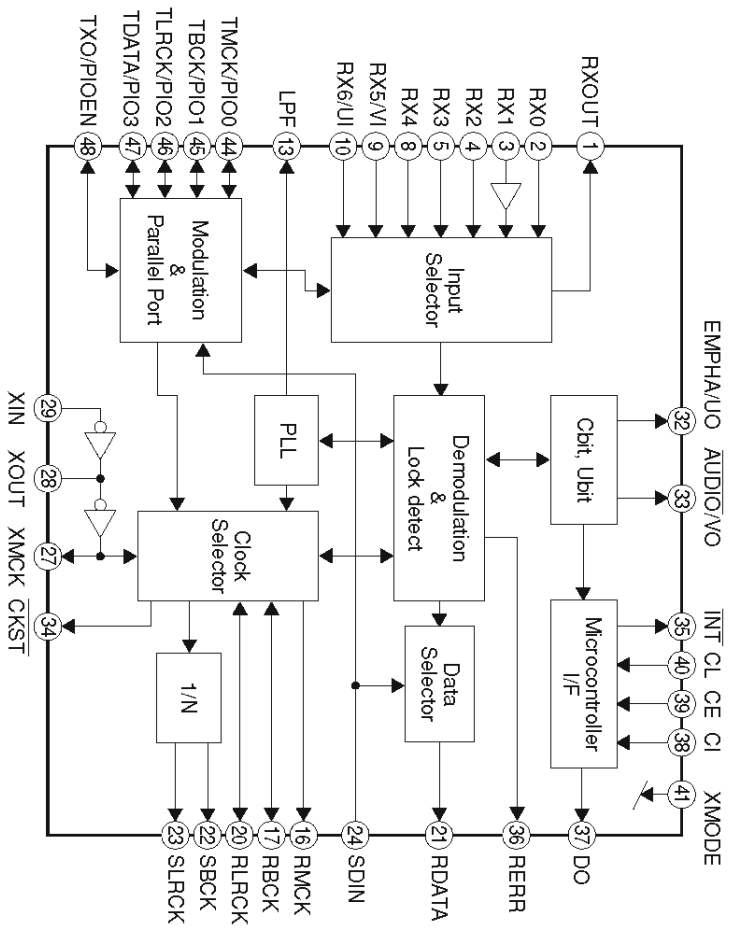 EMPHA/UO
AUDIO/VO
INT
CL
CE
CI
XMODE
32
33
35
40
39
38
41
RXOUT
1
RX0
2
RX1
3
RX2
4
RX3
5
RX4
8
RX5/VI
9
RX6/UI
10
LPF
13
TMCK/PIO0
44
TBCK/PIO1
45
TLRCK/PIO2
46
TDATA/PIO3
47
TXO/PIOEN
48
Cbit, Ubit
Microcontroller
I/F
Input
Selector
Demodulation
&
Lock detect
Data
Selector
PLL
Modulation
&
Parallel Port
Clock
Selector
1/N
37
DO
36
RERR
21
RDATA
24
SDIN
16
RMCK
17
RBCK
20
RLRCK
22
SBCK
23
SLRCK
29
28
27
34
XIN
XOUT
XMCK
CKST